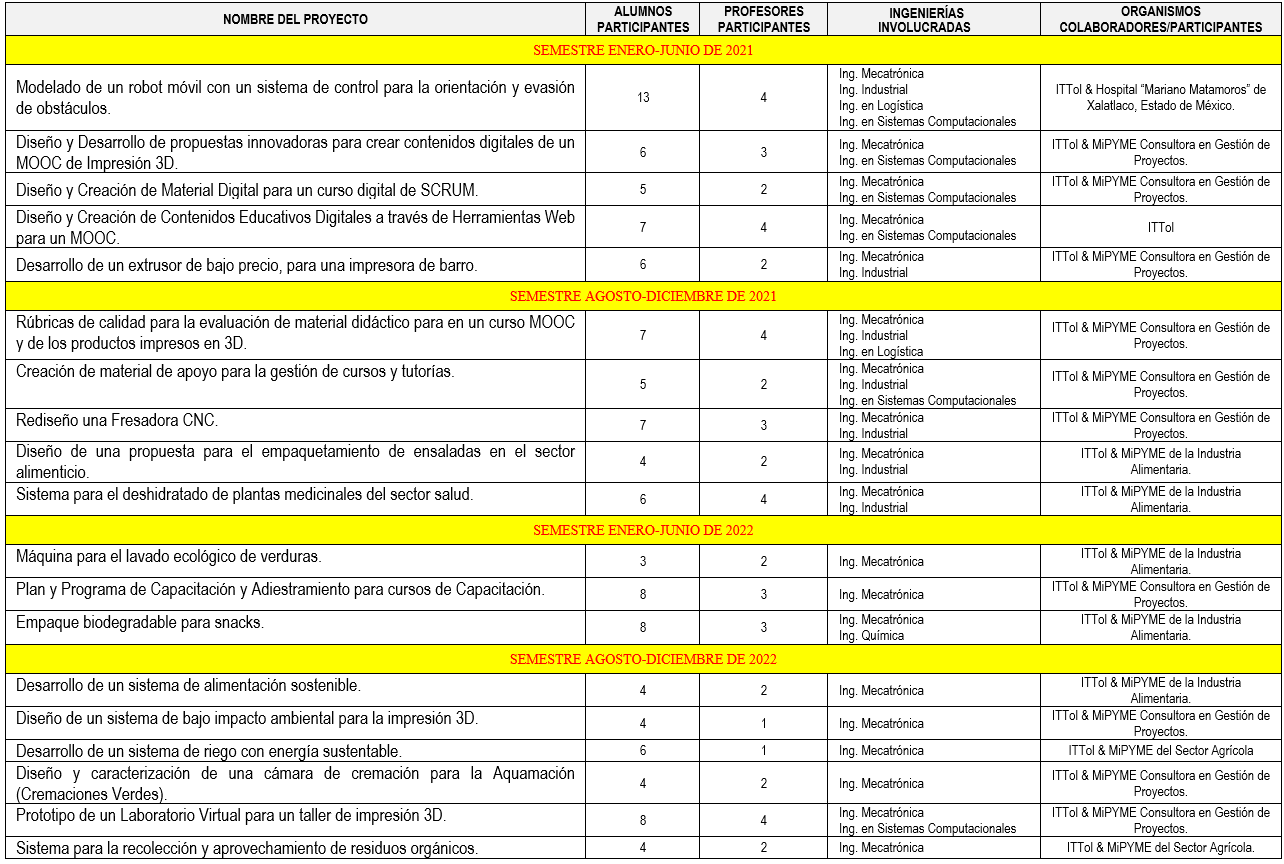 NOMBRE DEL PROYECTO
ALUMNOS
PARTICIPANTES
PROFESORES
PARTICIPANTES
INGENIERÍAS
INVOLUCRADAS
ORGANISMOS
COLABORADORES/PARTICIPANTES
SEMESTRE ENERO-JUNIO DE 2021
Modelado de un robot móvil con un sistema de control para la orientación y evasión
de obstáculos.
13
4
Ing. Mecatrónica
Ing. Industrial
Ing. en Logística
Ing. en Sistemas Computacionales
ITTol & Hospital “Mariano Matamoros” de
Xalatlaco, Estado de México.
Diseño y Desarrollo de propuestas innovadoras para crear contenidos digitales de un
MOOC de Impresión 3D.
6
3
Ing. Mecatrónica
Ing. en Sistemas Computacionales
ITTol & MiPYME Consultora en Gestión de
Proyectos.
Diseño y Creación de Material Digital para un curso digital de SCRUM.
5
2
Ing. Mecatrónica
Ing. en Sistemas Computacionales
ITTol & MiPYME Consultora en Gestión de
Proyectos.
Diseño y Creación de Contenidos Educativos Digitales a través de Herramientas Web
para un MOOC.
7
4
Ing. Mecatrónica
Ing. en Sistemas Computacionales
ITTol
Desarrollo de un extrusor de bajo precio, para una impresora de barro.
6
2
Ing. Mecatrónica
Ing. Industrial
ITTol & MiPYME Consultora en Gestión de
Proyectos.
SEMESTRE AGOSTO-DICIEMBRE DE 2021
Rúbricas de calidad para la evaluación de material didáctico para en un curso MOOC
y de los productos impresos en 3D.
7
4
Ing. Mecatrónica
Ing. Industrial
Ing. en Logística
ITTol & MiPYME Consultora en Gestión de
Proyectos.
Creación de material de apoyo para la gestión de cursos y tutorías.
5
2
Ing. Mecatrónica
Ing. Industrial
Ing. en Sistemas Computacionales
ITTol & MiPYME Consultora en Gestión de
Proyectos.
Rediseño una Fresadora CNC.
7
3
Ing. Mecatrónica
Ing. Industrial
ITTol & MiPYME Consultora en Gestión de
Proyectos.
Diseño de una propuesta para el empaquetamiento de ensaladas en el sector
alimenticio.
4
2
Ing. Mecatrónica
Ing. Industrial
ITTol & MiPYME de la Industria
Alimentaria.
Sistema para el deshidratado de plantas medicinales del sector salud.
6
4
Ing. Mecatrónica
Ing. Industrial
ITTol & MiPYME de la Industria
Alimentaria.
SEMESTRE ENERO-JUNIO DE 2022
Máquina para el lavado ecológico de verduras.
3
2
Ing. Mecatrónica
ITTol & MiPYME de la Industria
Alimentaria.
Plan y Programa de Capacitación y Adiestramiento para cursos de Capacitación.
8
3
Ing. Mecatrónica
ITTol & MiPYME Consultora en Gestión de
Proyectos.
Empaque biodegradable para snacks.
8
3
Ing. Mecatrónica
Ing. Química
ITTol & MiPYME de la Industria
Alimentaria.
SEMESTRE AGOSTO-DICIEMBRE DE 2022
Desarrollo de un sistema de alimentación sostenible.
4
2
Ing. Mecatrónica
ITTol & MiPYME de la Industria
Alimentaria.
Diseño de un sistema de bajo impacto ambiental para la impresión 3D.
4
1
Ing. Mecatrónica
ITTol & MiPYME Consultora en Gestión de
Proyectos.
Desarrollo de un sistema de riego con energía sustentable.
6
1
Ing. Mecatrónica
ITTol & MiPYME del Sector Agrícola
Diseño y caracterización de una cámara de cremación para la Aquamación
(Cremaciones Verdes).
4
2
Ing. Mecatrónica
ITTol & MiPYME Consultora en Gestión de
Proyectos.
Prototipo de un Laboratorio Virtual para un taller de impresión 3D.
8
4
Ing. Mecatrónica
Ing. en Sistemas Computacionales
ITTol & MiPYME Consultora en Gestión de
Proyectos.
Sistema para la recolección y aprovechamiento de residuos orgánicos.
4
2
Ing. Mecatrónica
ITTol & MiPYME del Sector Agrícola.